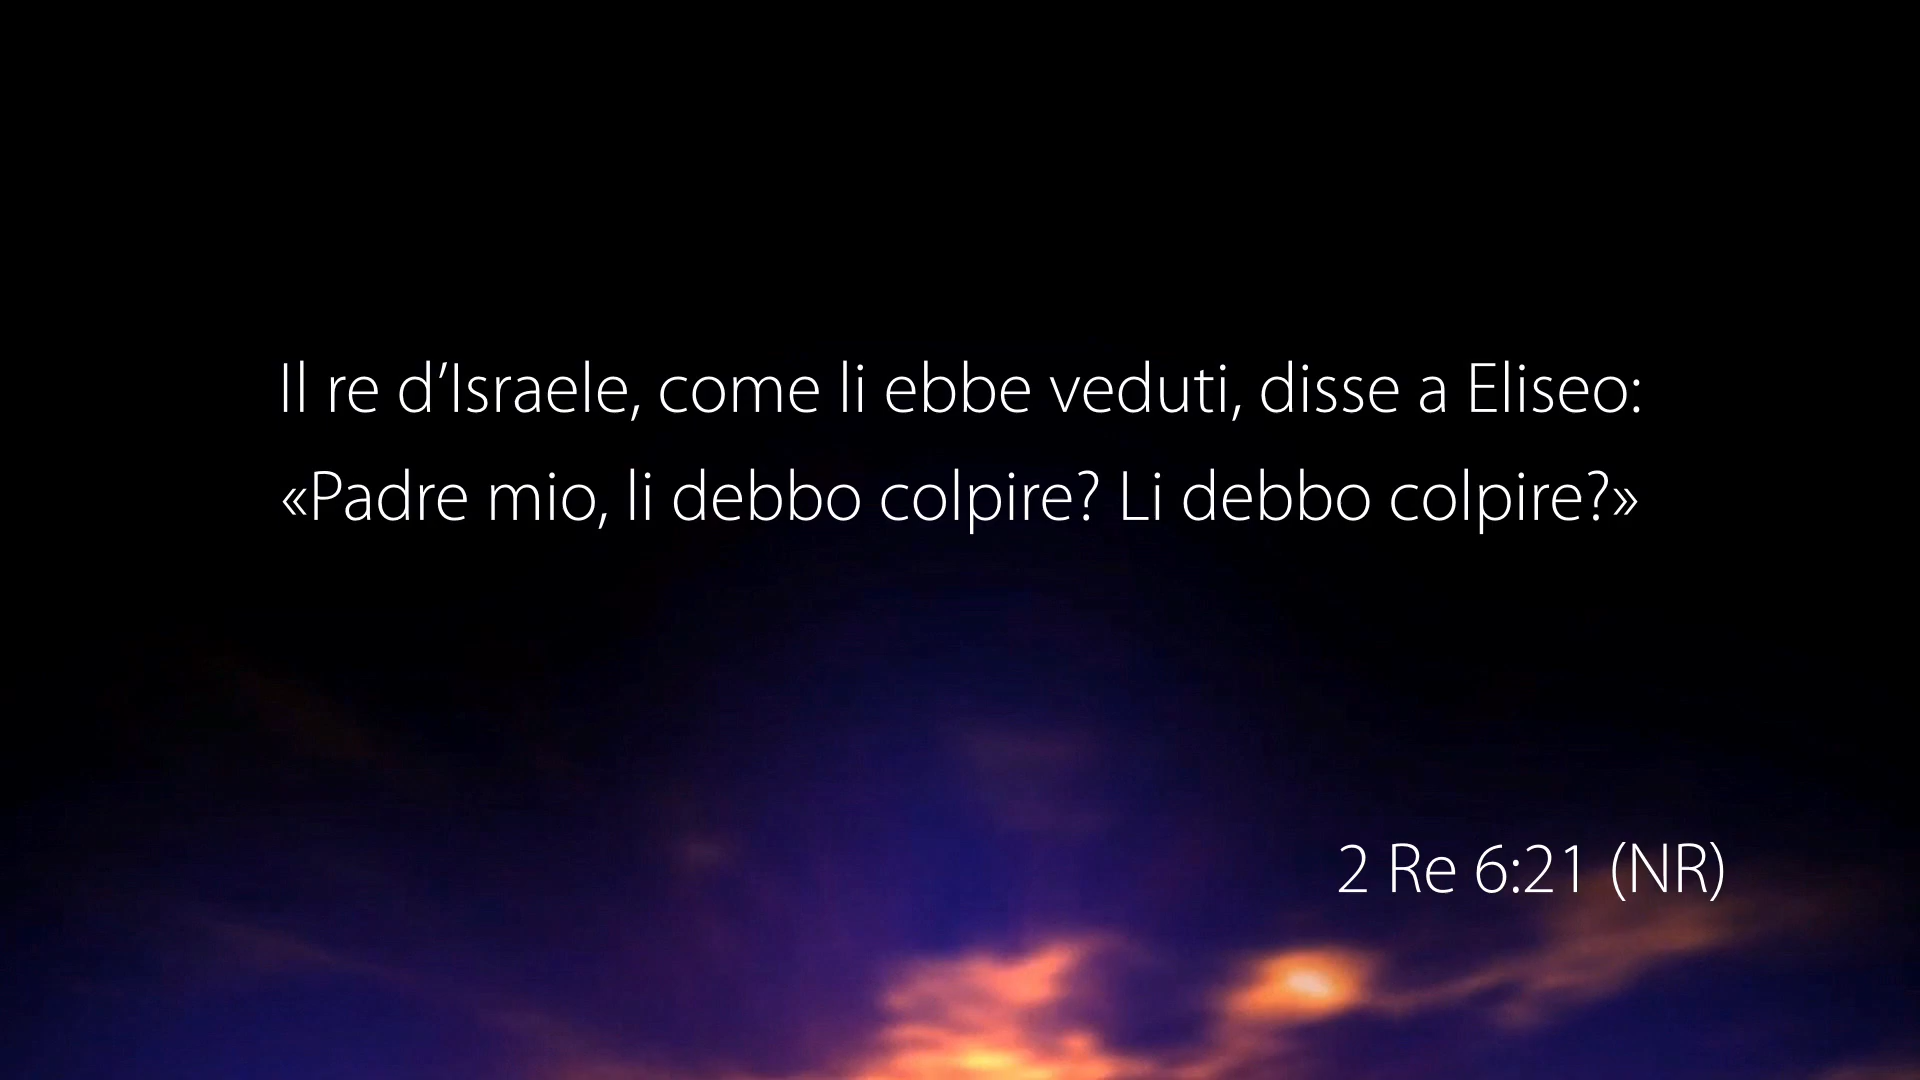 Il re d’Israele, come li ebbe veduti, disse a Eliseo:
«Padre mio, li debbo colpire? Li debbo colpire?»
2 Re 6:21 (NR)